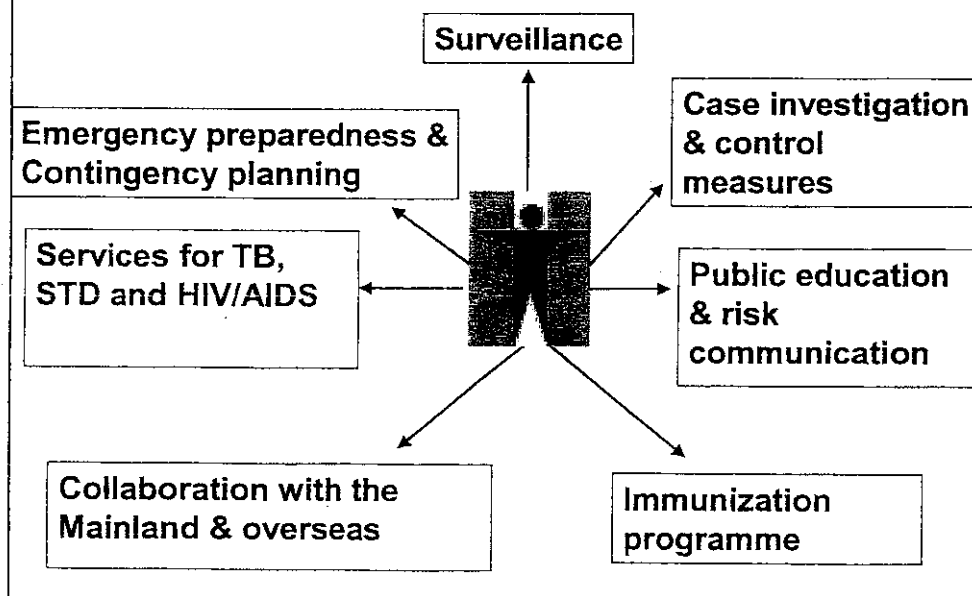 Surveillance
Emergency preparedness &
Contingency planning
Case investigation
& control
measures
Services for TB,
STD and HIV/AIDS
Public education
& risk
communication
Collaboration with the
Mainland & overseas
Immunization
programme